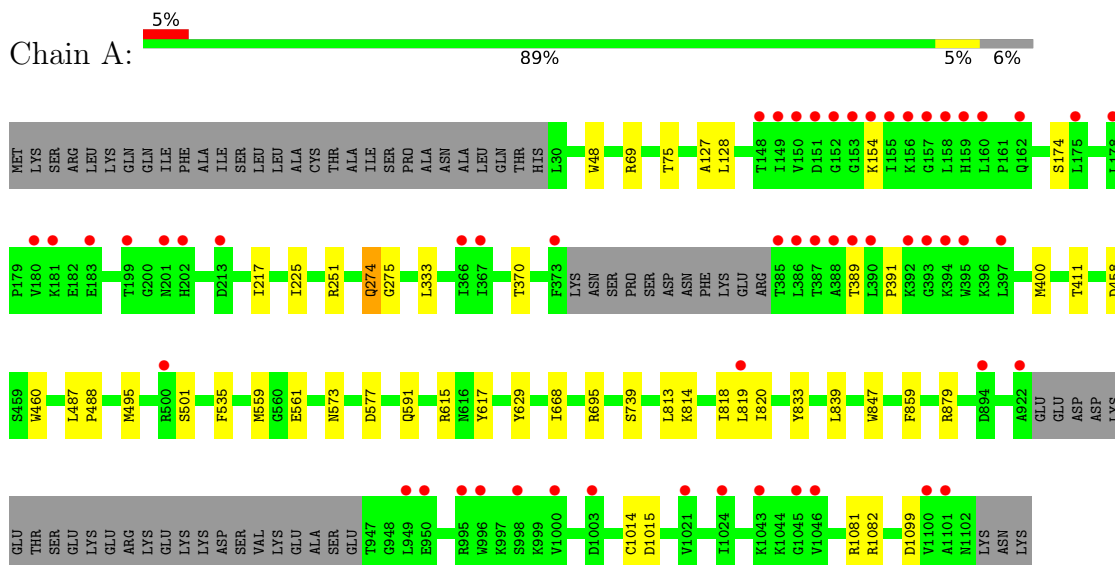 5%
Chain A:
89% 5% 6%
MET LYS SER ARG LEU LYS GLN GLN ILE PHE ALA ILE SER LEU LEU ALA CYS THR ALA ILE SER PRO ALA ASN ALA LEU GLN THR HIS L30 W48 R69 T75 A127 L128 T148 I149 V150 D151 G152 G153 K154 I155 K156 G157 L158 H159 L160 P161 Q162 S174 L175 L178
P179 V180 K181 E182 E183 T199 G200 N201 H202 D213 I217 I225 R251 Q274 G275 L333 I366 I367 T370 F373 LYS ASN SER PRO SER ASP ASN PHE LYS GLU ARG T385 L386 T387 A388 T389 L390 P391 K392 G393 K394 W395 K396 L397 M400 T411 D458
S459 W460 L487 P488 M495 R500 S501 F535 M559 G560 E561 N573 D577 Q591 R615 N616 Y617 Y629 I668 R695 S739 L813 K814 I818 L819 I820 Y833 L839 W847 F859 R879 D894 A922 GLU GLU ASP ASP LYS
GLU THR SER GLU LYS GLU ARG LYS GLU LYS LYS ASP SER VAL LYS GLU ALA SER GLU T947 G948 L949 E950 R995 W996 K997 S998 K999 V1000 D1003 C1014 D1015 V1021 I1024 K1043 K1044 G1045 V1046 R1081 R1082 D1099 V1100 A1101 N1102 LYS ASN LYS